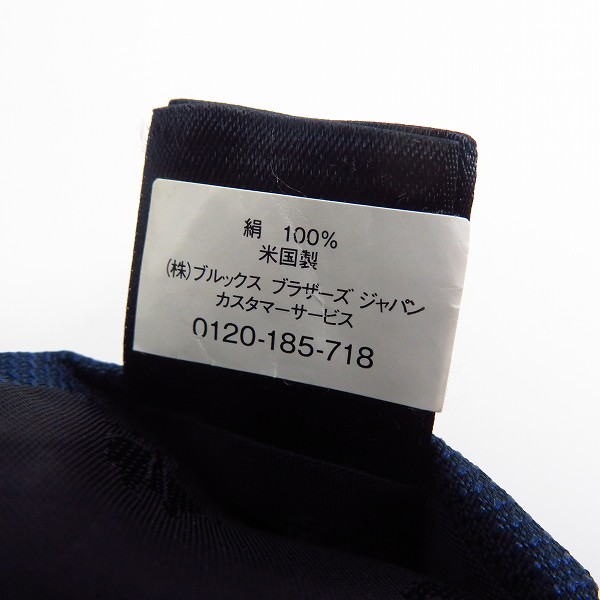 絹 100%
米国製
(株)ブルックス ブラザーズ ジャパン
カスタマーサービス
0120-185-718